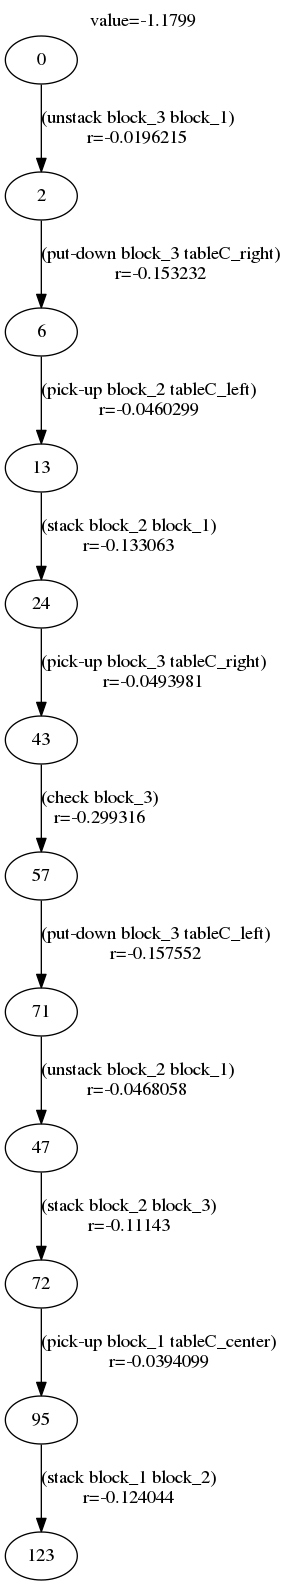 value=-1.1799
0
(unstack block_3 block_1)
r=-0.0196215
2
(put-down block_3 tableC_right)
r=-0.153232
6
(pick-up block_2 tableC_left)
r=-0.0460299
13
(stack block_2 block_1)
r=-0.133063
24
(pick-up block_3 tableC_right)
r=-0.0493981
43
(check block_3)
r=-0.299316
57
(put-down block_3 tableC_left)
r=-0.157552
71
(unstack block_2 block_1)
r=-0.0468058
47
(stack block_2 block_3)
r=-0.11143
72
(pick-up block_1 tableC_center)
r=-0.0394099
95
(stack block_1 block_2)
r=-0.124044
123